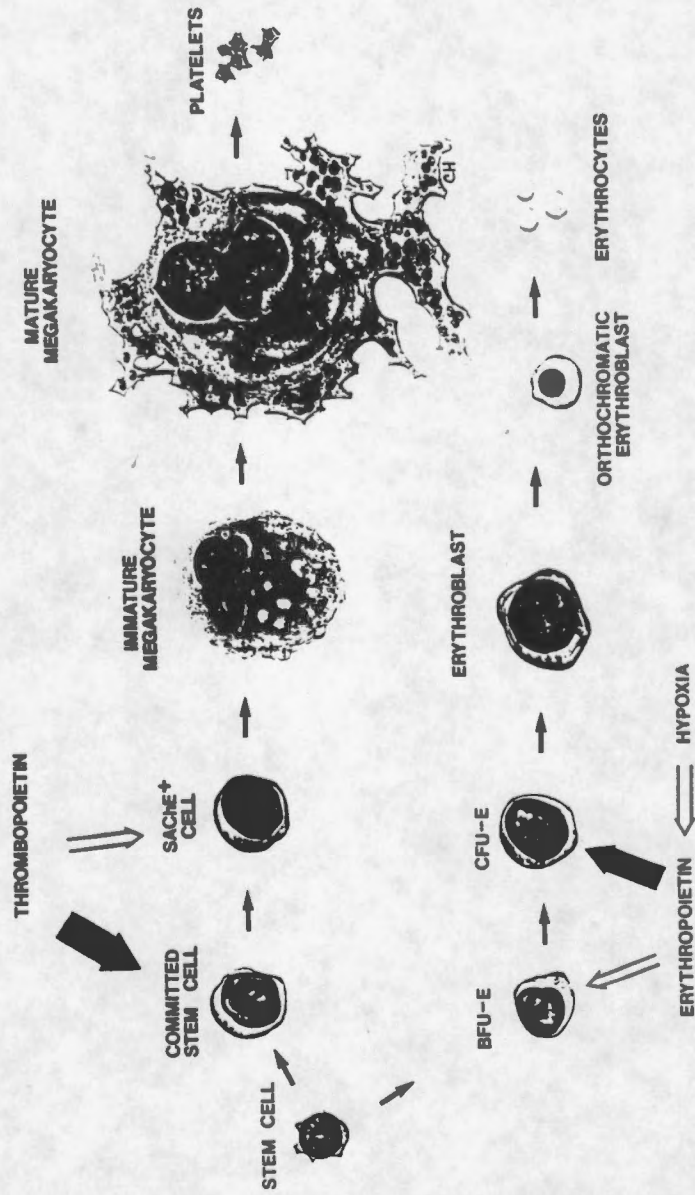 THROMBOPOIETIN
STEM CELL
COMMITTED
STEM CELL
SAChE+
CELL
IMMATURE
MEGAKARYOCYTE
MATURE
MEGAKARYOCYTE
T
CH
PLATELETS
BFU-E
CFU-E
ERYTHROBLAST
ORTHOCHROMATIC
ERYTHROBLAST
ERYTHROCYTES
ERYTHROPOIETIN
HYPOXIA